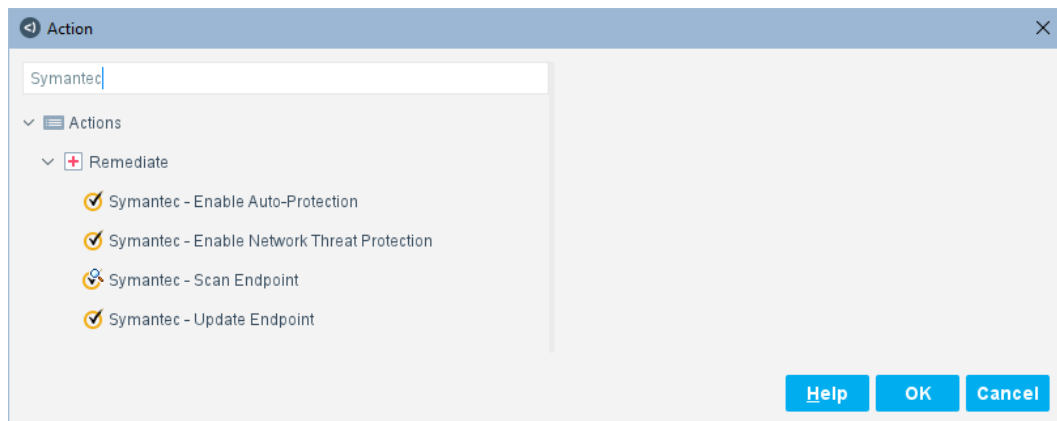 Action
Symantec
Actions
Remediate
Symantec - Enable Auto-Protection
Symantec - Enable Network Threat Protection
Symantec - Scan Endpoint
Symantec - Update Endpoint
Help OK Cancel